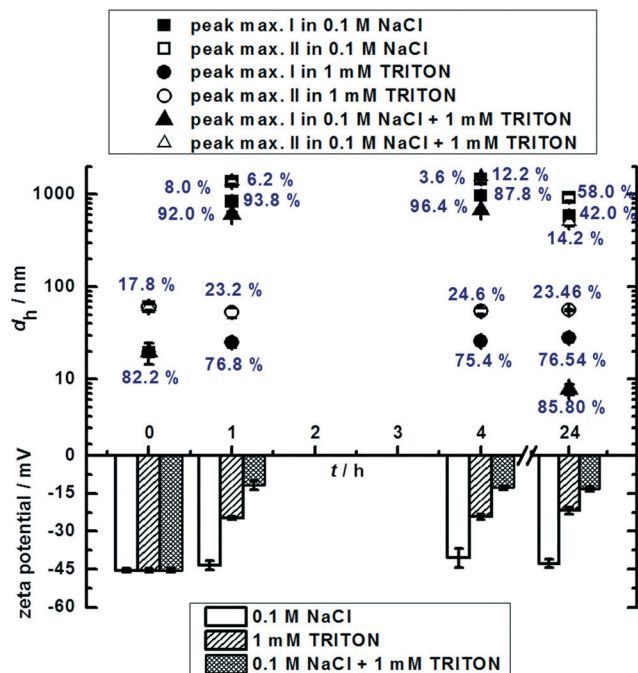 peak max. I in 0.1 M NaCl
peak max. II in 0.1 M NaCl
peak max. I in 1 mM TRITON
peak max. II in 1 mM TRITON
peak max. I in 0.1 M NaCl + 1 mM TRITON
peak max. II in 0.1 M NaCl + 1 mM TRITON
1000
100
10
d_h / nm
8.0 % 6.2 %
92.0 % 93.8 %
3.6 % 12.2 %
96.4 % 87.8 %
58.0 %
42.0 %
14.2 %
17.8 %
82.2 %
23.2 %
76.8 %
24.6 %
75.4 %
23.46 %
76.54 %
85.80 %
0 1 2 3 4 24
t / h
0
-15
-30
-45
-60
zeta potential / mV
0.1 M NaCl
1 mM TRITON
0.1 M NaCl + 1 mM TRITON